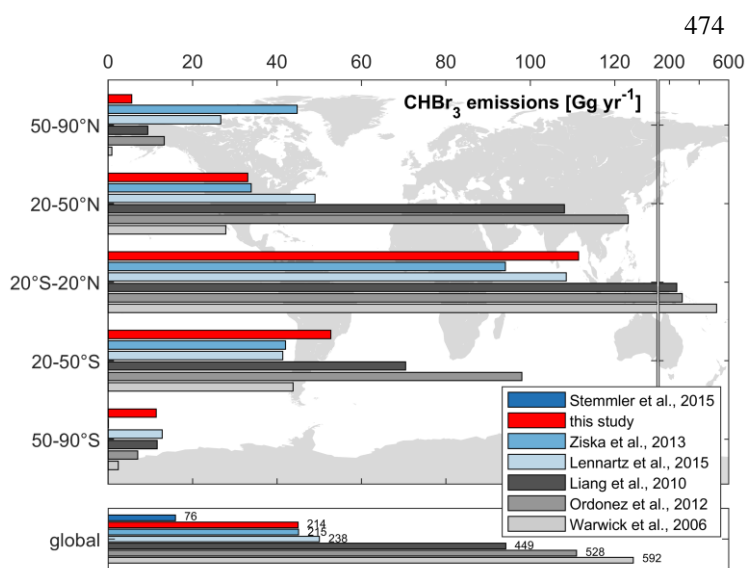 474
0 20 40 60 80 100 120 200 600
CHBr3 emissions [Gg yr-1]
50-90°N
20-50°N
20°S-20°N
20-50°S
50-90°S
Stemmler et al., 2015
this study
Ziska et al., 2013
Lennartz et al., 2015
Liang et al., 2010
Ordonez et al., 2012
Warwick et al., 2006
global
76
214
215
238
449
528
592